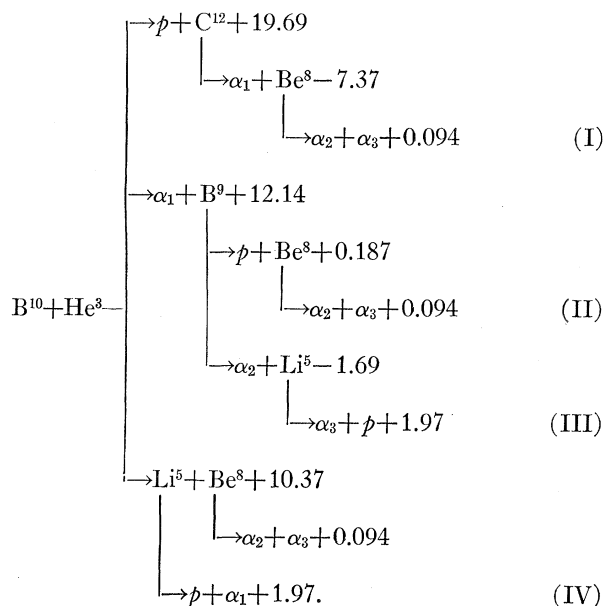 →p+C¹²+19.69
→α₁+Be⁸−7.37
→α₂+α₃+0.094 (I)
→α₁+B⁹+12.14
→p+Be⁸+0.187
B¹⁰+He³— →α₂+α₃+0.094 (II)
→α₂+Li⁵−1.69
→α₃+p+1.97 (III)
→Li⁵+Be⁸+10.37
→α₂+α₃+0.094
→p+α₁+1.97. (IV)